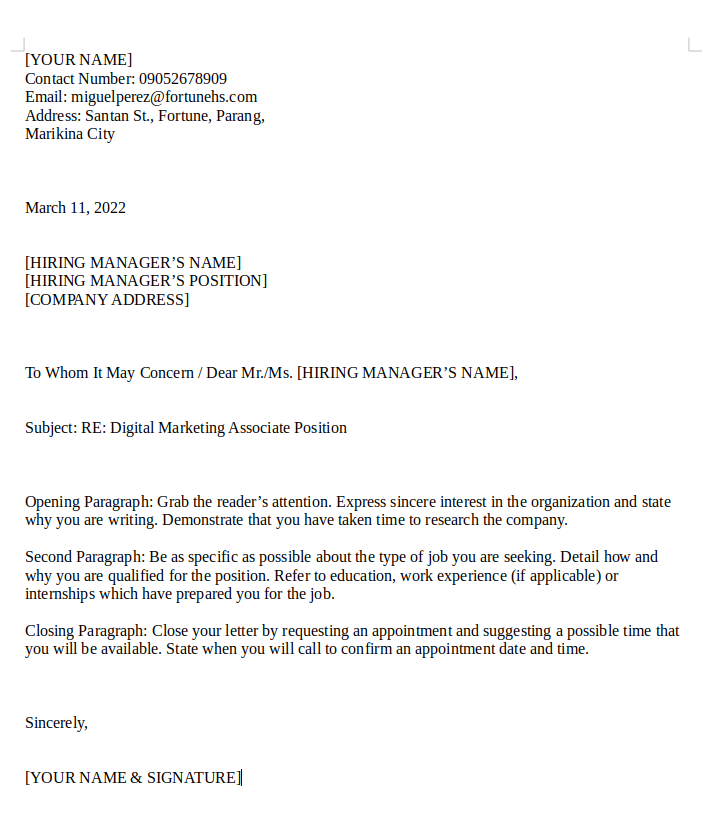 [YOUR NAME]
Contact Number: 09052678909
Email: miguelperez@fortunehs.com
Address: Santan St., Fortune, Parang,
Marikina City
March 11, 2022
[HIRING MANAGER’S NAME]
[HIRING MANAGER’S POSITION]
[COMPANY ADDRESS]
To Whom It May Concern / Dear Mr./Ms. [HIRING MANAGER’S NAME],
Subject: RE: Digital Marketing Associate Position
Opening Paragraph: Grab the reader’s attention. Express sincere interest in the organization and state
why you are writing. Demonstrate that you have taken time to research the company.
Second Paragraph: Be as specific as possible about the type of job you are seeking. Detail how and
why you are qualified for the position. Refer to education, work experience (if applicable) or
internships which have prepared you for the job.
Closing Paragraph: Close your letter by requesting an appointment and suggesting a possible time that
you will be available. State when you will call to confirm an appointment date and time.
Sincerely,
[YOUR NAME & SIGNATURE]